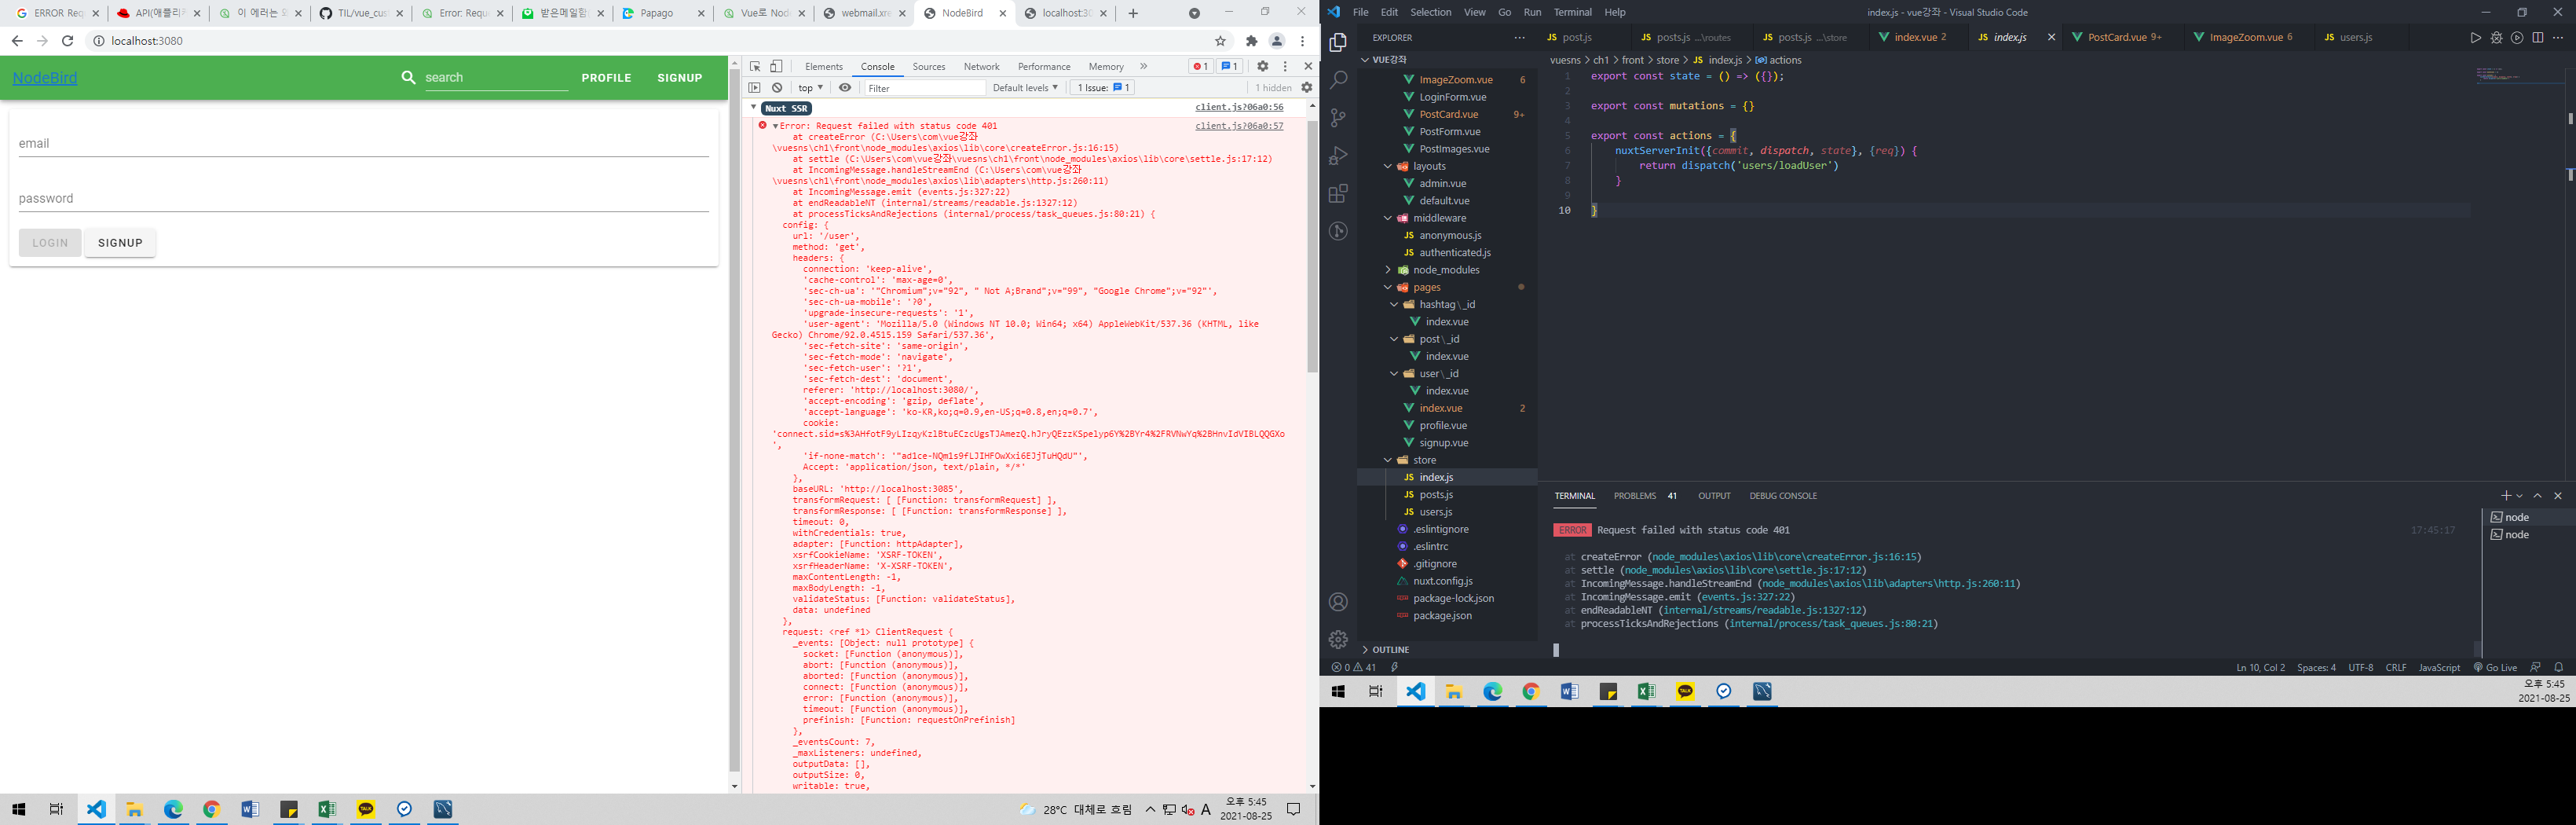 ERROR Req
API(애플리케
이 에러는 왜
TIL/vue_cus
Error: Reque
받은메일함(
Papago
Vue로 Node
webmail.xre
NodeBird
localhost:30
localhost:3080
NodeBird
search
PROFILE
SIGNUP
email
password
LOGIN
SIGNUP
Elements
Console
Sources
Network
Performance
Memory
1
1
top
Filter
Default levels
1 Issue:
1
1 hidden
Nuxt SSR
client.js?06a0:56
Error: Request failed with status code 401
client.js?06a0:57
at createError (C:\Users\com\vue강좌
\vuesns\ch1\front\node_modules\axios\lib\core\createError.js:16:15)
at settle (C:\Users\com\vue강좌\vuesns\ch1\front\node_modules\axios\lib\core\settle.js:17:12)
at IncomingMessage.handleStreamEnd (C:\Users\com\vue강좌
\vuesns\ch1\front\node_modules\axios\lib\adapters\http.js:260:11)
at IncomingMessage.emit (events.js:327:22)
at endReadableNT (internal/streams/readable.js:1327:12)
at processTicksAndRejections (internal/process/task_queues.js:80:21) {
config: {
url: '/user',
method: 'get',
headers: {
connection: 'keep-alive',
'cache-control': 'max-age=0',
'sec-ch-ua': '"Chromium";v="92", " Not A;Brand";v="99", "Google Chrome";v="92"',
'sec-ch-ua-mobile': '?0',
'upgrade-insecure-requests': '1',
'user-agent': 'Mozilla/5.0 (Windows NT 10.0; Win64; x64) AppleWebKit/537.36 (KHTML, like
Gecko) Chrome/92.0.4515.159 Safari/537.36',
'sec-fetch-site': 'same-origin',
'sec-fetch-mode': 'navigate',
'sec-fetch-user': '?1',
'sec-fetch-dest': 'document',
referer: 'http://localhost:3080/',
'accept-encoding': 'gzip, deflate',
'accept-language': 'ko-KR,ko;q=0.9,en-US;q=0.8,en;q=0.7',
cookie:
',
'if-none-match':
Accept: 'application/json, text/plain, */*'
},
baseURL: 'http://localhost:3085',
transformRequest: [ [Function: transformRequest] ],
transformResponse: [ [Function: transformResponse] ],
timeout: 0,
withCredentials: true,
adapter: [Function: httpAdapter],
xsrfCookieName: 'XSRF-TOKEN',
xsrfHeaderName: 'X-XSRF-TOKEN',
maxContentLength: -1,
maxBodyLength: -1,
validateStatus: [Function: validateStatus],
data: undefined
},
request: <ref *1> ClientRequest {
_events: [Object: null prototype] {
socket: [Function (anonymous)],
abort: [Function (anonymous)],
aborted: [Function (anonymous)],
connect: [Function (anonymous)],
error: [Function (anonymous)],
timeout: [Function (anonymous)],
prefinish: [Function: requestOnPrefinish]
},
_eventsCount: 7,
_maxListeners: undefined,
outputData: [],
outputSize: 0,
writable: true,
28°C 대체로 흐림
A
오후 5:45
2021-08-25
File Edit Selection View Go Run Terminal Help
index.js - vue강좌 - Visual Studio Code
EXPLORER
JS post.js
JS posts.js ...\routes
JS posts.js ...\store
index.vue 2
JS index.js
PostCard.vue 9+
ImageZoom.vue 6
JS users.js
VUE강좌
ImageZoom.vue 6
LoginForm.vue
PostCard.vue 9+
PostForm.vue
PostImages.vue
layouts
admin.vue
default.vue
middleware
JS anonymous.js
JS authenticated.js
node_modules
pages
hashtag\_id
index.vue
post\_id
index.vue
user\_id
index.vue
index.vue 2
profile.vue
signup.vue
store
JS index.js
JS posts.js
JS users.js
.eslintignore
.eslintrc
.gitignore
nuxt.config.js
package-lock.json
package.json
OUTLINE
vuesns > ch1 > front > store > JS index.js > actions
1 export const state = () => ({});
2
3 export const mutations = {}
4
5 export const actions = {
6 nuxtServerInit({commit, dispatch, state}, {req}) {
7 return dispatch('users/loadUser')
8 }
9
10 }
TERMINAL
PROBLEMS 41
OUTPUT
DEBUG CONSOLE
ERROR Request failed with status code 401
17:45:17
at createError (node_modules\axios\lib\core\createError.js:16:15)
at settle (node_modules\axios\lib\core\settle.js:17:12)
at IncomingMessage.handleStreamEnd (node_modules\axios\lib\adapters\http.js:260:11)
at IncomingMessage.emit (events.js:327:22)
at endReadableNT (internal/streams/readable.js:1327:12)
at processTicksAndRejections (internal/process/task_queues.js:80:21)
node
node
0
41
Ln 10, Col 2
Spaces: 4
UTF-8
CRLF
JavaScript
Go Live
오후 5:45
2021-08-25